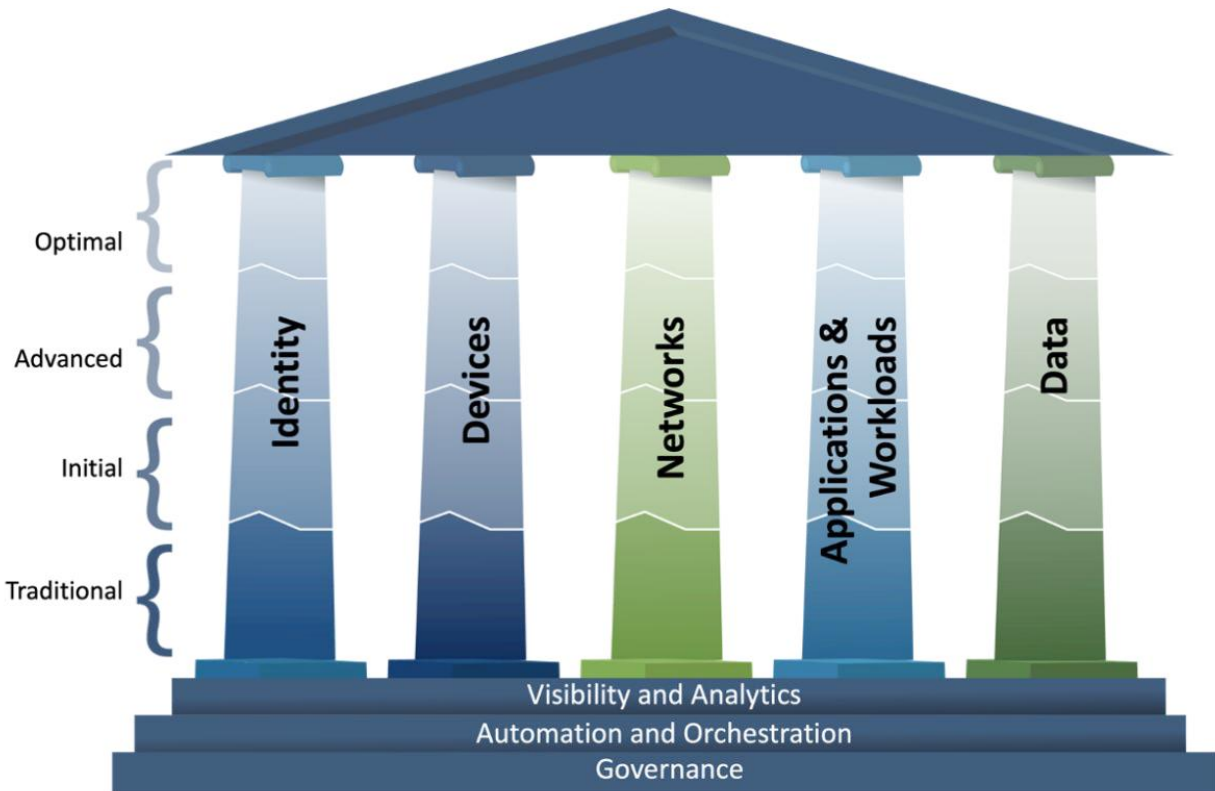 Optimal
Advanced
Initial
Traditional
Identity
Devices
Networks
Applications &
Workloads
Data
Visibility and Analytics
Automation and Orchestration
Governance